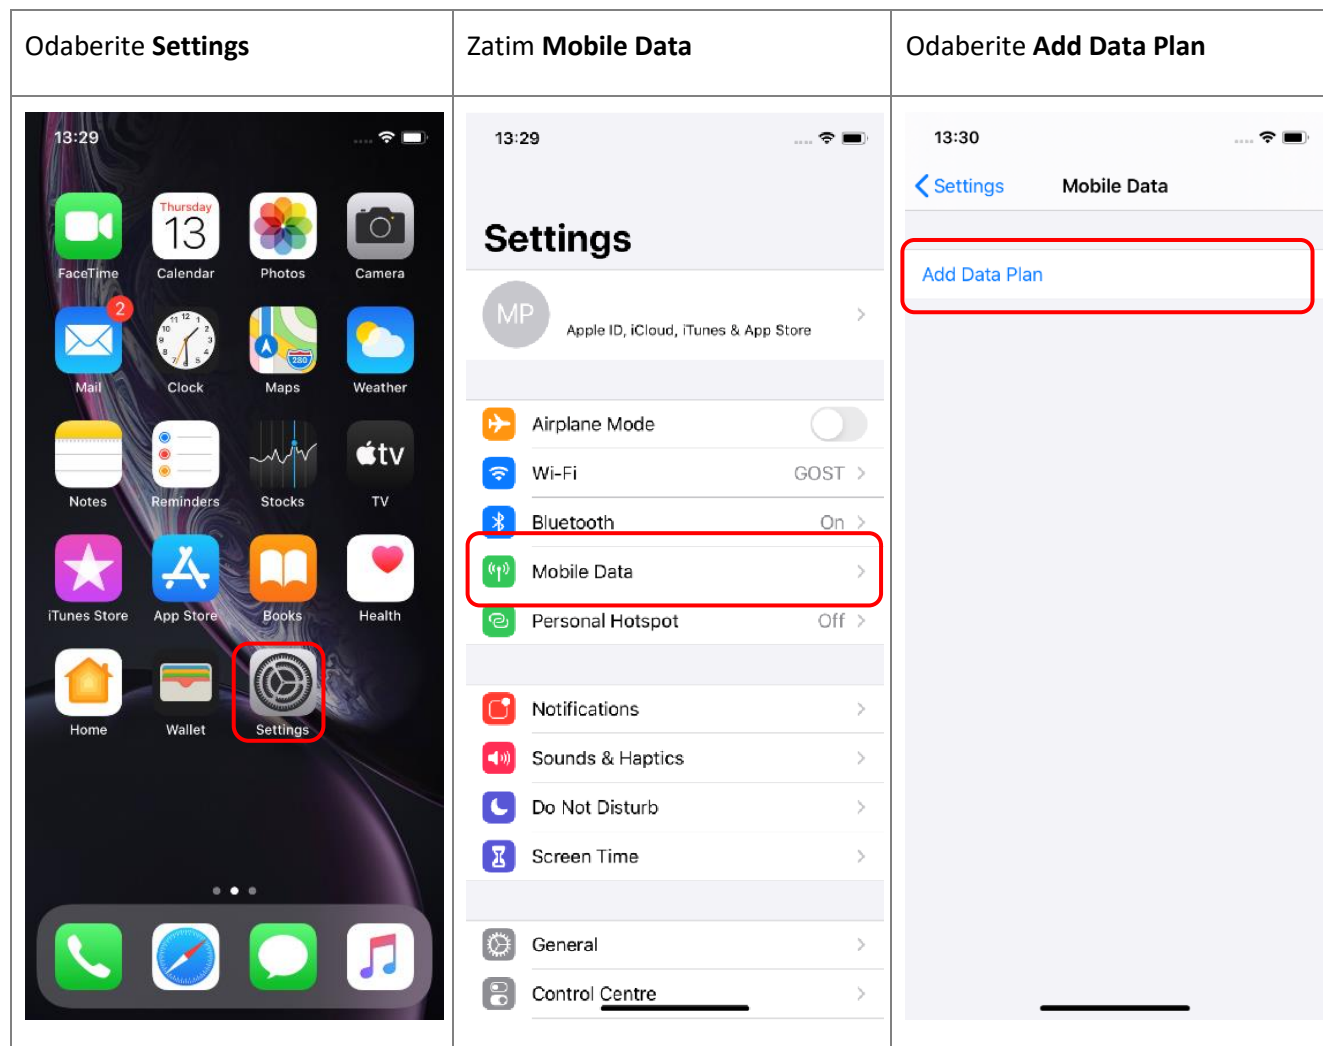 Odaberite Settings
Zatim Mobile Data
Odaberite Add Data Plan
13:29
Thursday
13
FaceTime
Calendar
Photos
Camera
2
12
280
Mail
Clock
Maps
Weather
tv
Notes
Reminders
Stocks
TV
iTunes Store
App Store
Books
Health
Home
Wallet
Settings
13:29
Settings
MP
Apple ID, iCloud, iTunes & App Store
Airplane Mode
Wi-Fi GOST
Bluetooth On
Mobile Data
Personal Hotspot Off
Notifications
Sounds & Haptics
Do Not Disturb
Screen Time
General
Control Centre
13:30
Settings Mobile Data
Add Data Plan